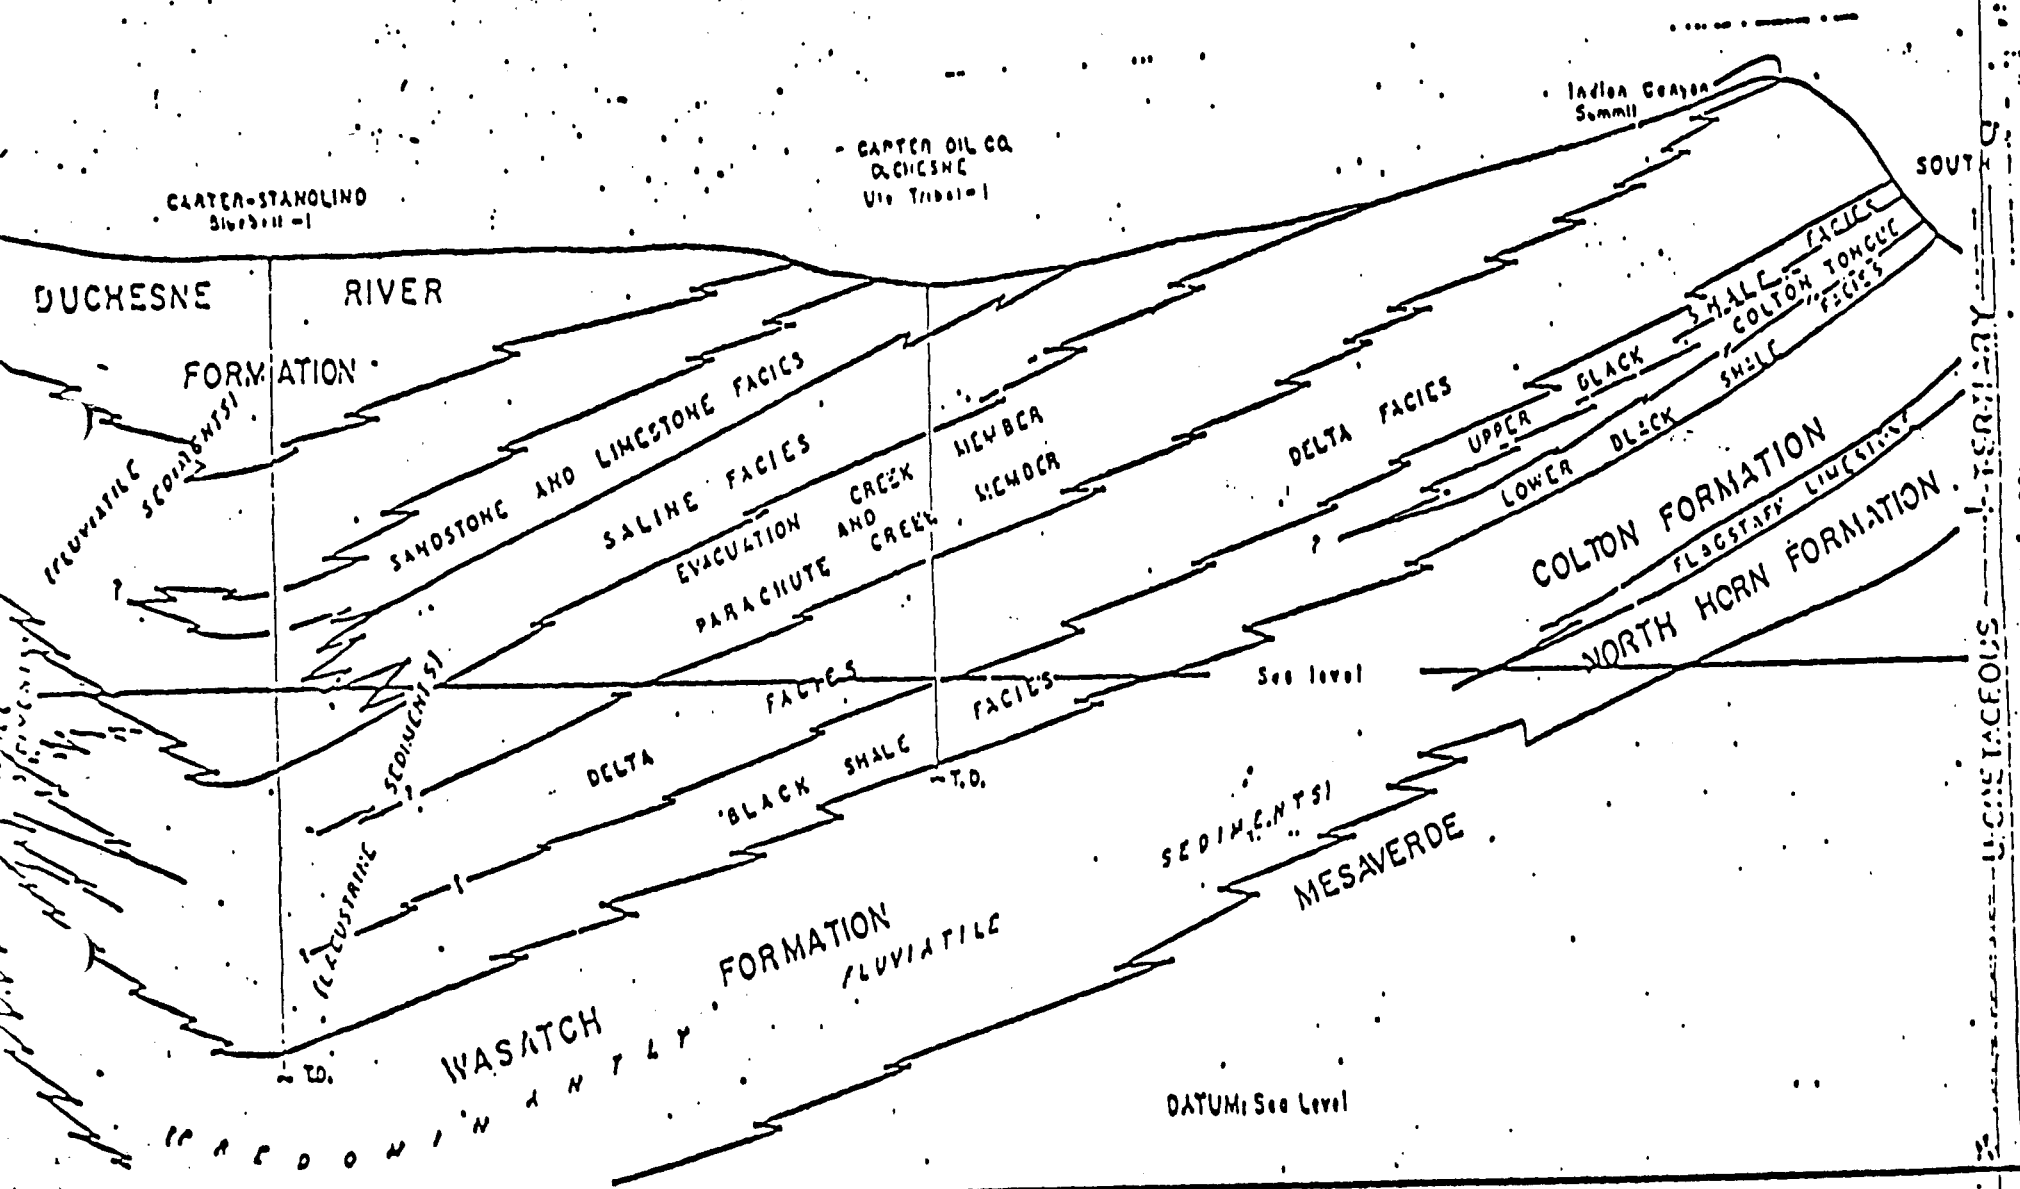 Indian Canyon
Summit
CARTER OIL CO.
DUCHESNE
Ute Tribal-1
SOUTH
CARTER-STANOLIND
Bluebell-1
DUCHESNE RIVER
FORMATION
(FLUVIATILE
SEDIMENTS)
SANDSTONE AND LIMESTONE FACIES
SALINE FACIES
EVACUATION CREEK MEMBER
AND
PARACHUTE CREEK MEMBER
DELTA FACIES
UPPER BLACK SHALE FACIES
COLTON TONGUE
LOWER BLACK SHALE FACIES
?
?
COLTON FORMATION
FLAGSTAFF LIMESTONE
NORTH HORN FORMATION
Sea level
DELTA FACIES
BLACK SHALE FACIES
~T.D.
(LACUSTRINE
SEDIMENTS)
~T.D.
WASATCH FORMATION
(PREDOMINANTLY FLUVIATILE SEDIMENTS)
MESAVERDE
DATUM: Sea Level
TERTIARY
CRETACEOUS